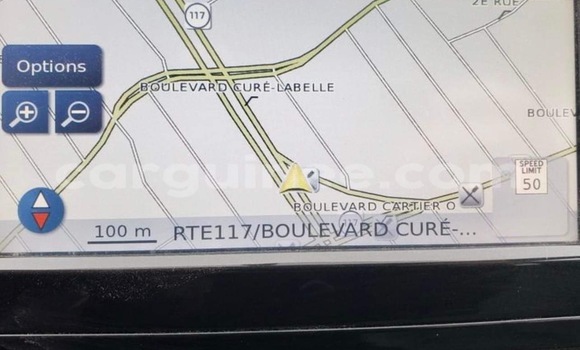 2E RUE
117
Options
BOULEVARD CURÉ-LABELLE
BOULEV
carguinee.com
SPEED
LIMIT
50
BOULEVARD CARTIER O
100 m
RTE117/BOULEVARD CURÉ-...